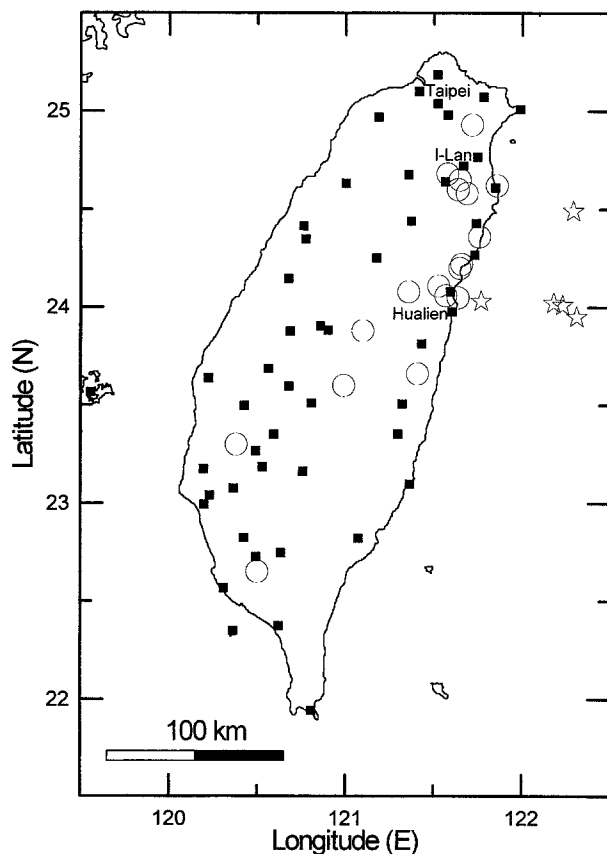 25
Taipei
I-Lan
24
Hualien
Latitude (N)
23
22
100 km
120
121
122
Longitude (E)